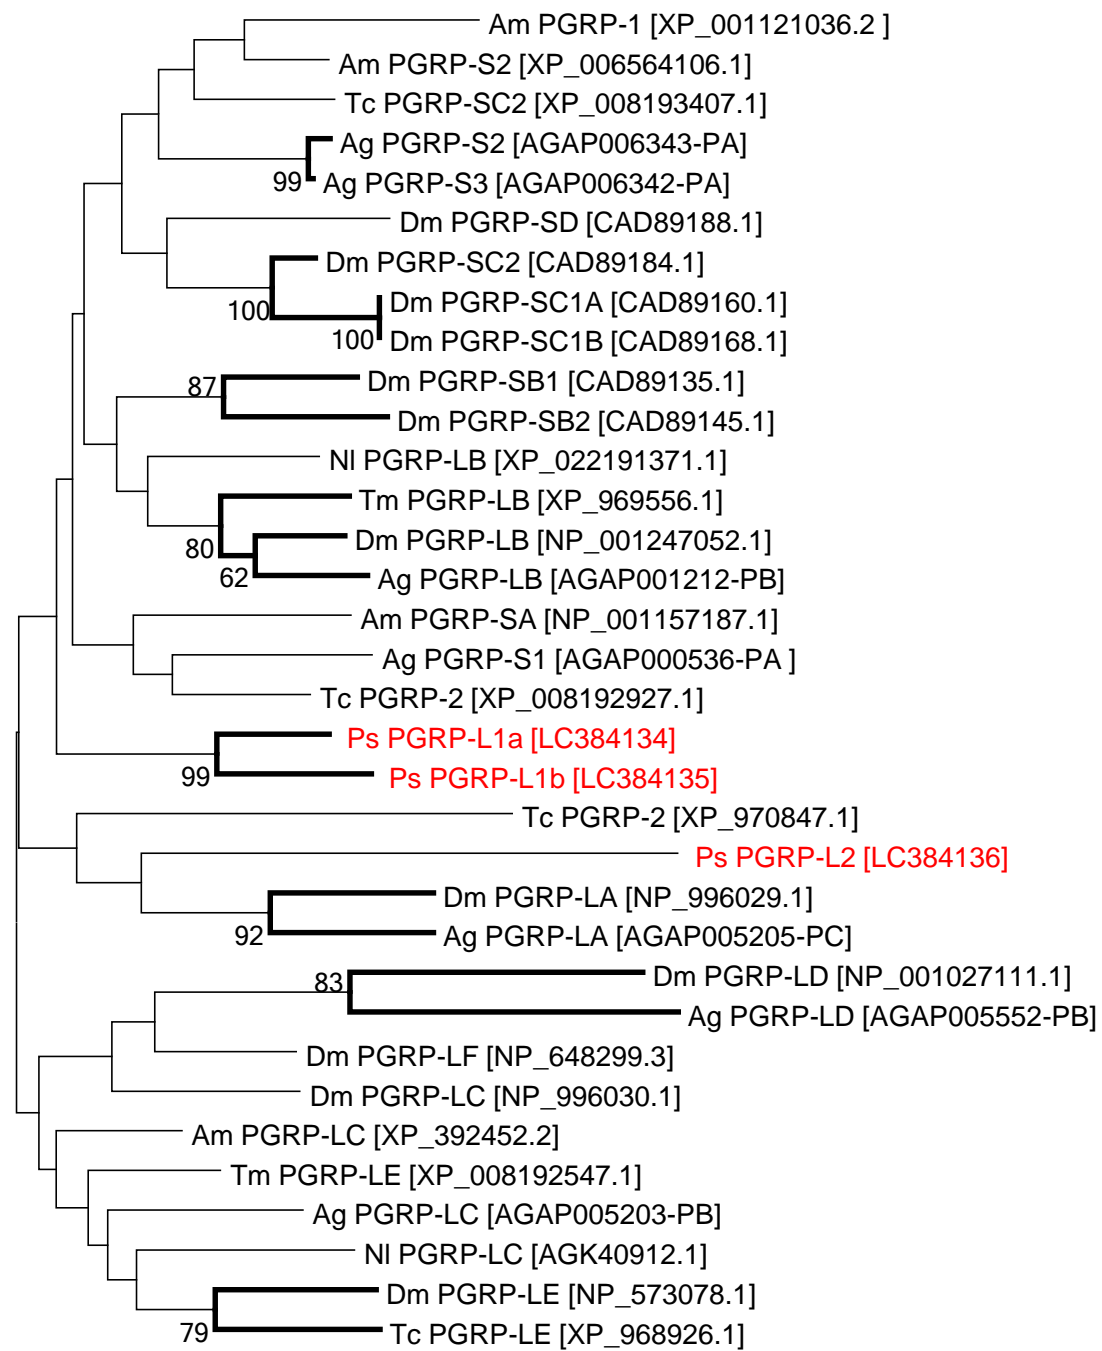 Am PGRP-1 [XP_001121036.2 ]
Am PGRP-S2 [XP_006564106.1]
Tc PGRP-SC2 [XP_008193407.1]
Ag PGRP-S2 [AGAP006343-PA]
99
Ag PGRP-S3 [AGAP006342-PA]
Dm PGRP-SD [CAD89188.1]
Dm PGRP-SC2 [CAD89184.1]
100
Dm PGRP-SC1A [CAD89160.1]
100
Dm PGRP-SC1B [CAD89168.1]
87
Dm PGRP-SB1 [CAD89135.1]
Dm PGRP-SB2 [CAD89145.1]
Nl PGRP-LB [XP_022191371.1]
Tm PGRP-LB [XP_969556.1]
80
Dm PGRP-LB [NP_001247052.1]
62
Ag PGRP-LB [AGAP001212-PB]
Am PGRP-SA [NP_001157187.1]
Ag PGRP-S1 [AGAP000536-PA ]
Tc PGRP-2 [XP_008192927.1]
Ps PGRP-L1a [LC384134]
99
Ps PGRP-L1b [LC384135]
Tc PGRP-2 [XP_970847.1]
Ps PGRP-L2 [LC384136]
Dm PGRP-LA [NP_996029.1]
92
Ag PGRP-LA [AGAP005205-PC]
83
Dm PGRP-LD [NP_001027111.1]
Ag PGRP-LD [AGAP005552-PB]
Dm PGRP-LF [NP_648299.3]
Dm PGRP-LC [NP_996030.1]
Am PGRP-LC [XP_392452.2]
Tm PGRP-LE [XP_008192547.1]
Ag PGRP-LC [AGAP005203-PB]
Nl PGRP-LC [AGK40912.1]
Dm PGRP-LE [NP_573078.1]
79
Tc PGRP-LE [XP_968926.1]